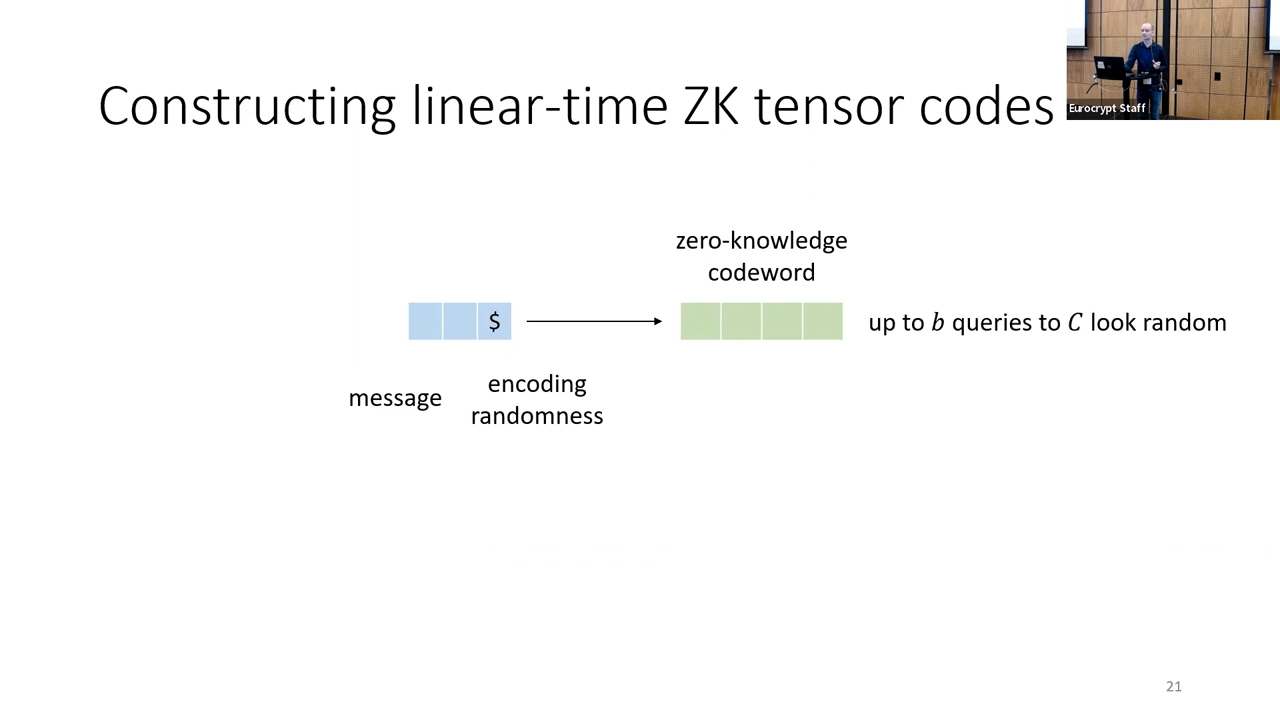 Constructing linear-time ZK tensor codes
Eurocrypt Staff
zero-knowledge
codeword
$
up to b queries to C look random
message
encoding
randomness
21